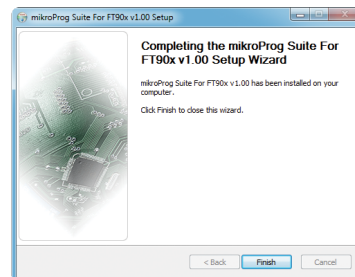 mikroProg Suite For FT90x v1.00 Setup
Completing the mikroProg Suite For
FT90x v1.00 Setup Wizard
mikroProg Suite For FT90x v1.00 has been installed on your
computer.
Click Finish to close this wizard.
< Back
Finish
Cancel